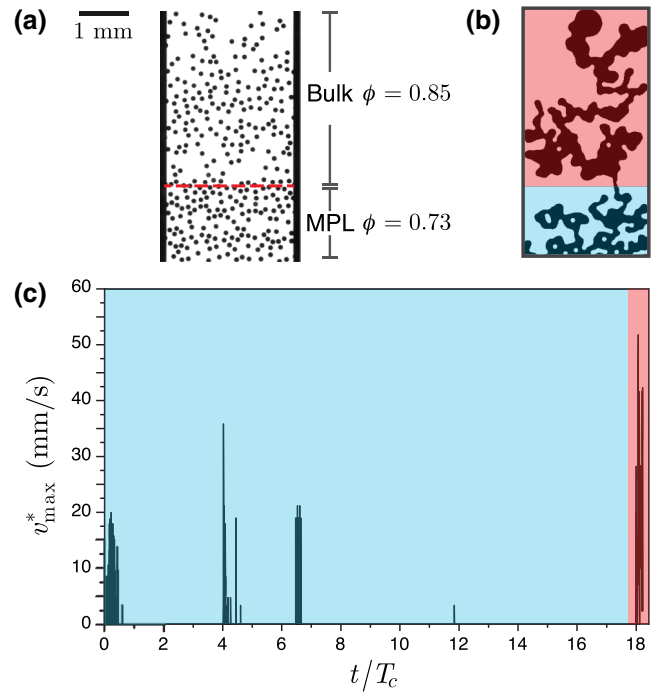 (a)
1 mm
Bulk ϕ = 0.85
MPL ϕ = 0.73
(b)
(c)
60
50
40
30
20
10
0
v*max (mm/s)
0 2 4 6 8 10 12 14 16 18
t/Tc